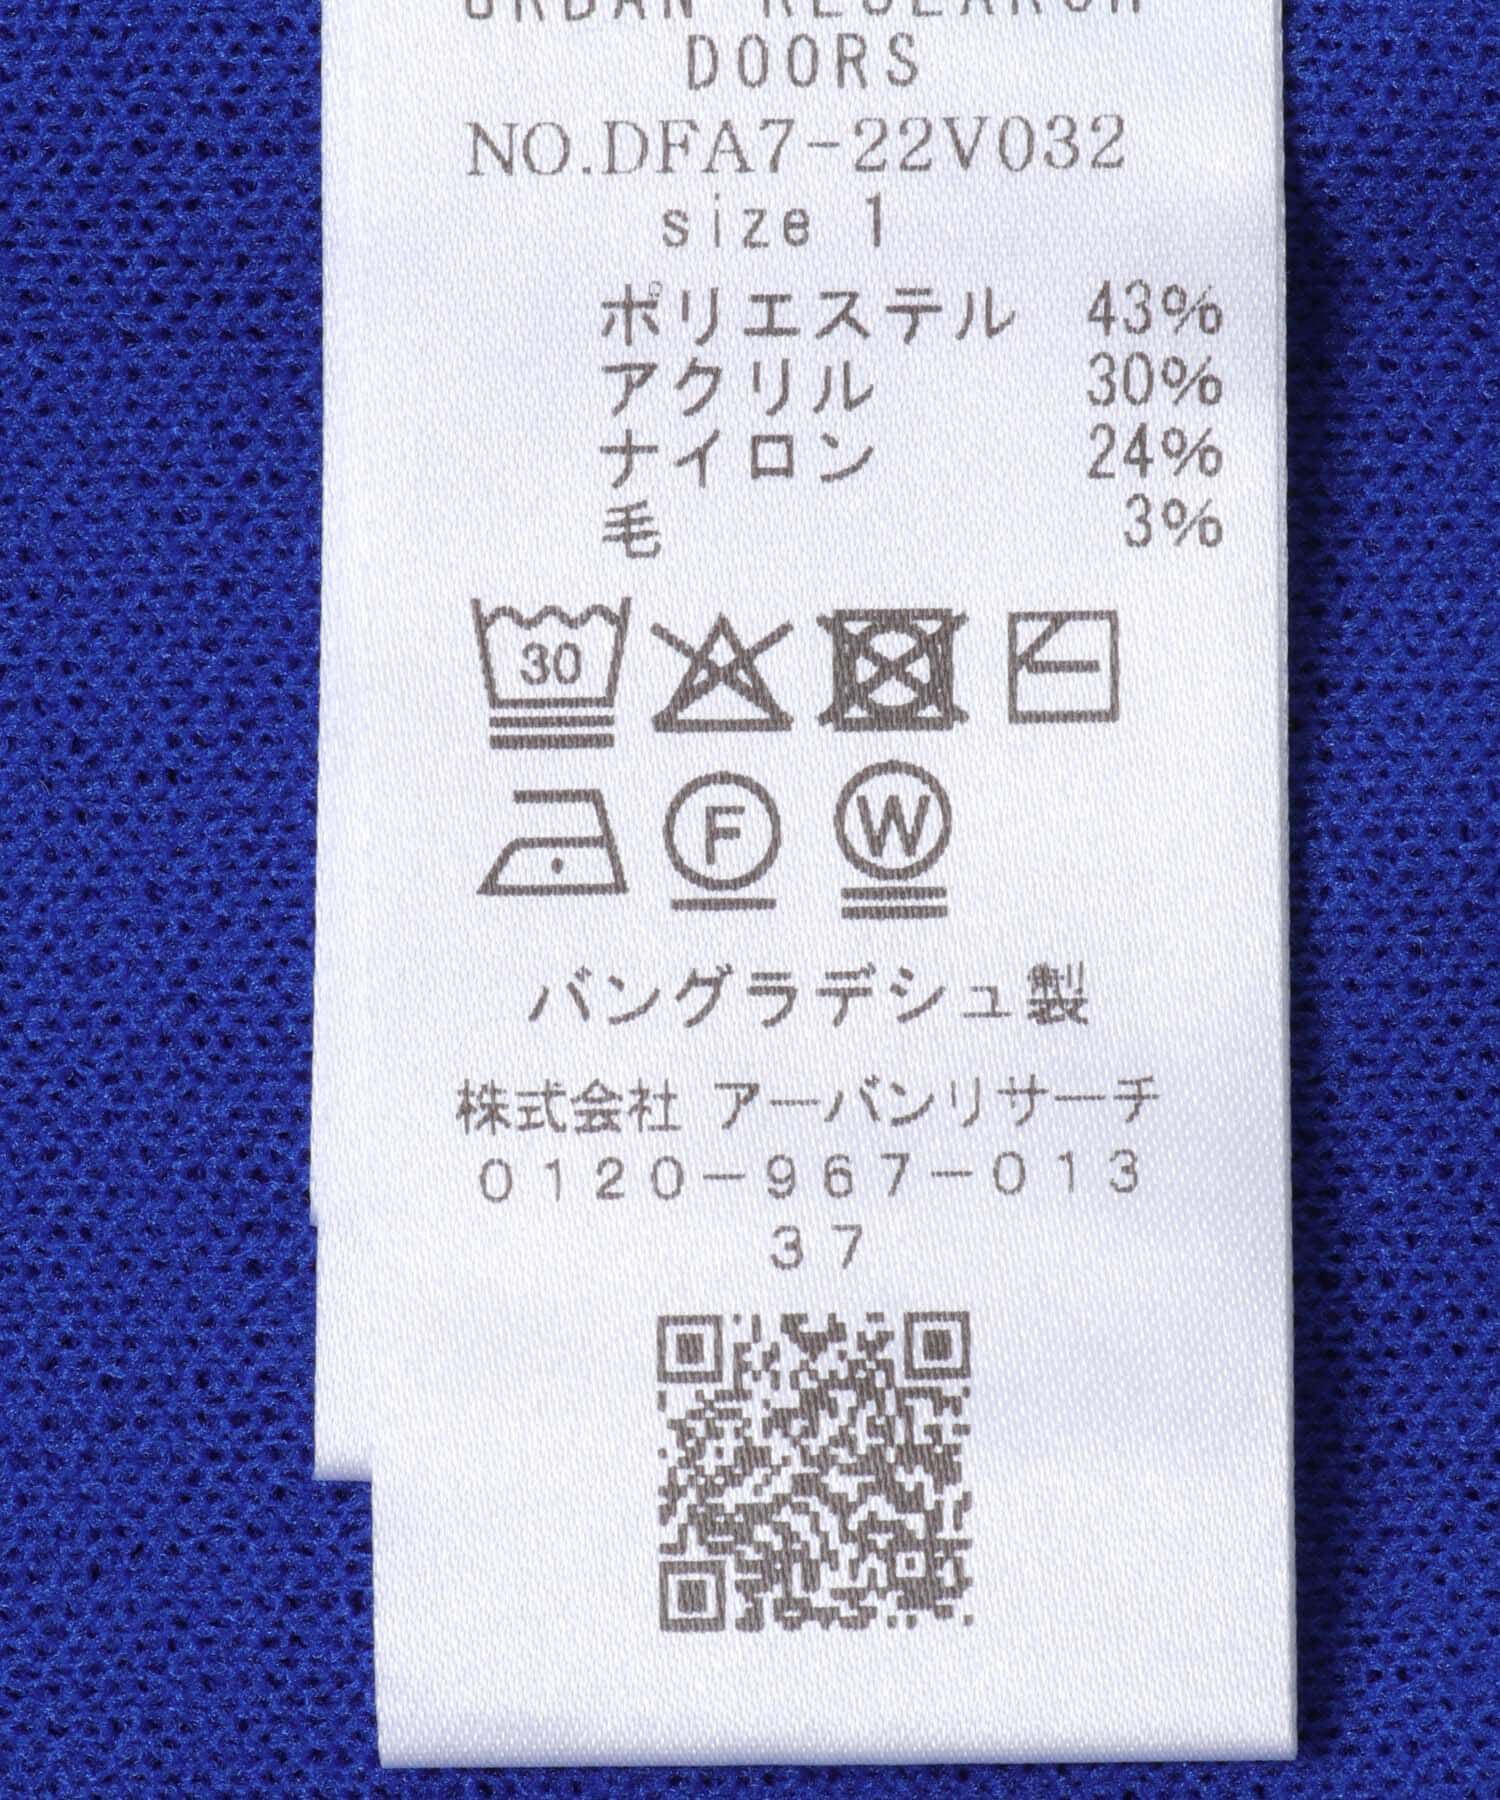 URBAN RESEARCH
DOORS
NO.DFA7-22V032
size 1
ポリエステル 43%
アクリル 30%
ナイロン 24%
毛 3%
30
F W
バングラデシュ製
株式会社 アーバンリサーチ
0120-967-013
37